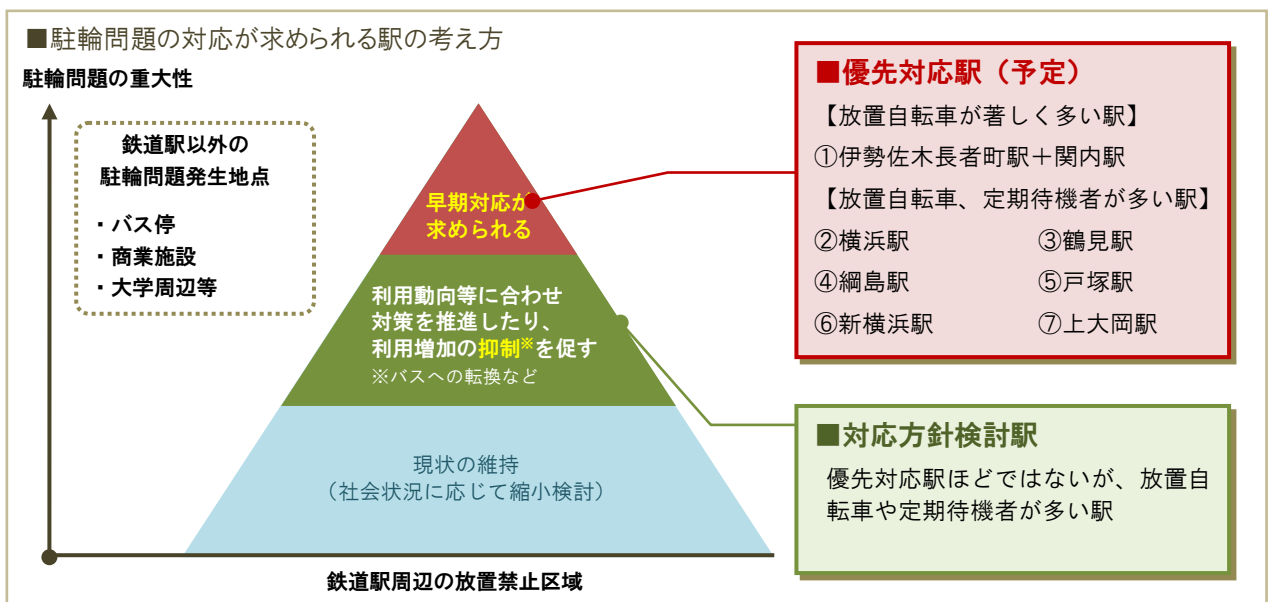 ■駐輪問題の対応が求められる駅の考え方
駐輪問題の重大性
鉄道駅以外の
駐輪問題発生地点
・バス停
・商業施設
・大学周辺等
早期対応が
求められる
利用動向等に合わせ
対策を推進したり、
利用増加の抑制※を促す
※バスへの転換など
現状の維持
（社会状況に応じて縮小検討）
鉄道駅周辺の放置禁止区域
■優先対応駅（予定）
【放置自転車が著しく多い駅】
①伊勢佐木長者町駅＋関内駅
【放置自転車、定期待機者が多い駅】
②横浜駅 ③鶴見駅
④綱島駅 ⑤戸塚駅
⑥新横浜駅 ⑦上大岡駅
■対応方針検討駅
優先対応駅ほどではないが、放置自
転車や定期待機者が多い駅